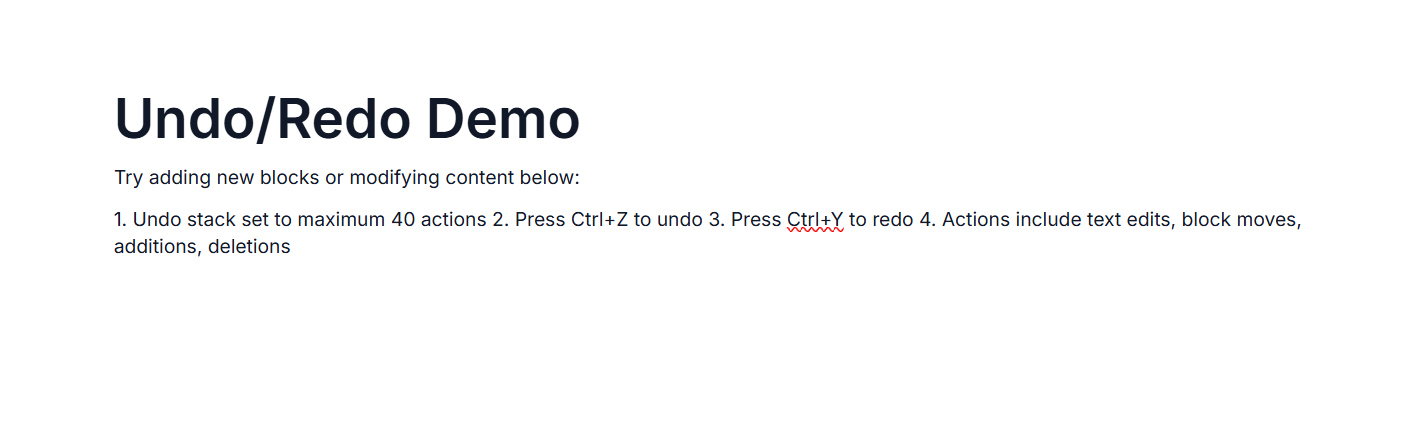 Undo/Redo Demo
Try adding new blocks or modifying content below:
1. Undo stack set to maximum 40 actions 2. Press Ctrl+Z to undo 3. Press Ctrl+Y to redo 4. Actions include text edits, block moves,
additions, deletions